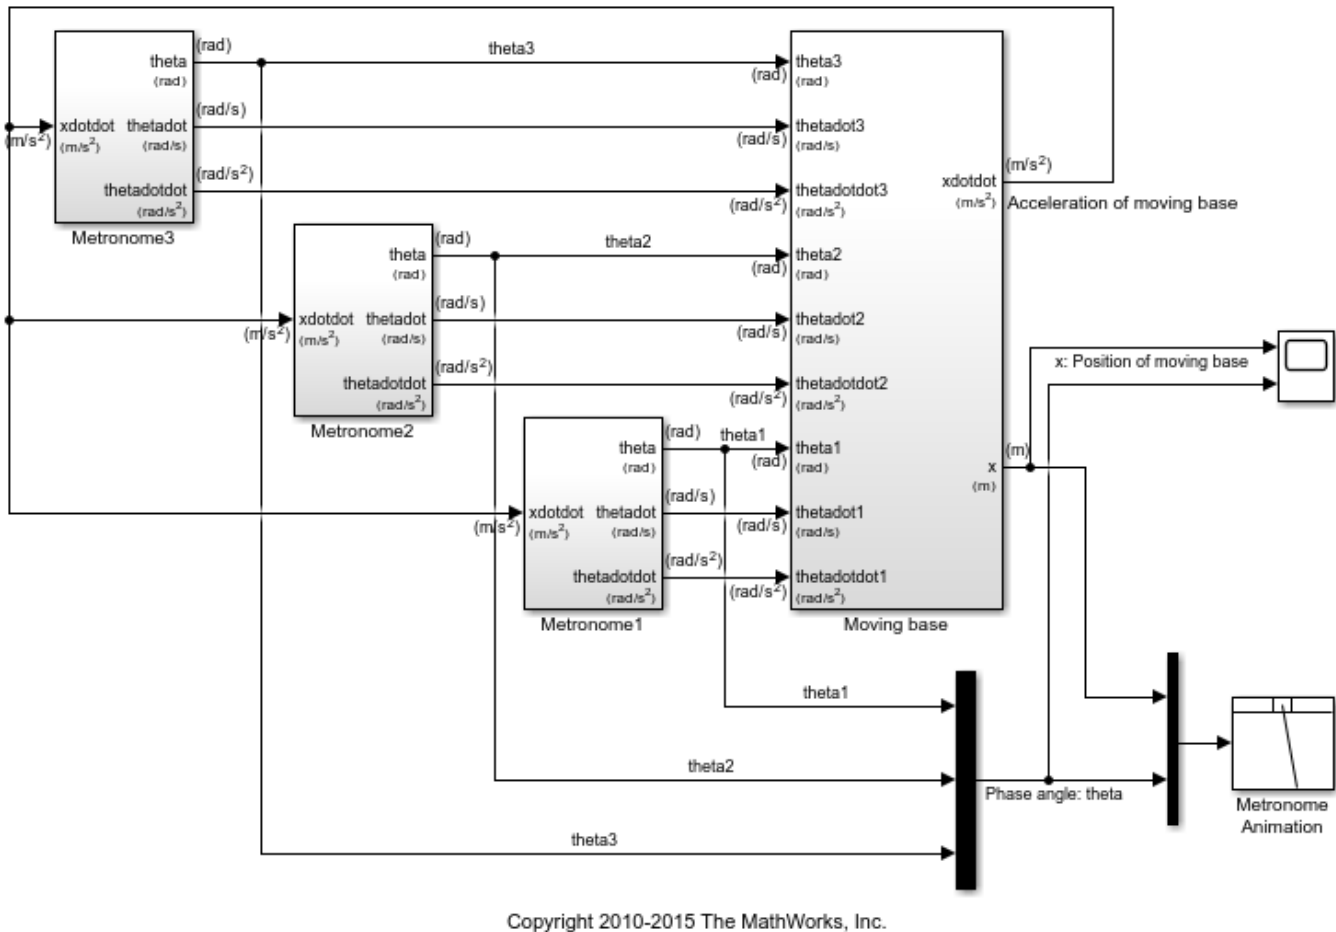 (rad)
theta
(rad)
(rad/s)
(m/s²)
xdotdot
(m/s²)
thetadot
(rad/s)
(rad/s²)
thetadotdot
(rad/s²)
Metronome3
theta3
(rad)
(rad/s)
(rad/s²)
(rad)
theta
(rad)
(rad/s)
(m/s²)
xdotdot
(m/s²)
thetadot
(rad/s)
(rad/s²)
thetadotdot
(rad/s²)
Metronome2
theta2
(rad)
(rad/s)
(rad/s²)
(rad)
theta
(rad)
(rad/s)
(m/s²)
xdotdot
(m/s²)
thetadot
(rad/s)
(rad/s²)
thetadotdot
(rad/s²)
Metronome1
theta1
(rad)
(rad/s)
(rad/s²)
theta3
(rad)
thetadot3
(rad/s)
thetadotdot3
(rad/s²)
theta2
(rad)
thetadot2
(rad/s)
thetadotdot2
(rad/s²)
theta1
(rad)
thetadot1
(rad/s)
thetadotdot1
(rad/s²)
xdotdot
(m/s²)
x
(m)
Moving base
(m/s²)
Acceleration of moving base
x: Position of moving base
(m)
theta1
theta2
theta3
Phase angle: theta
Metronome
Animation
Copyright 2010-2015 The MathWorks, Inc.